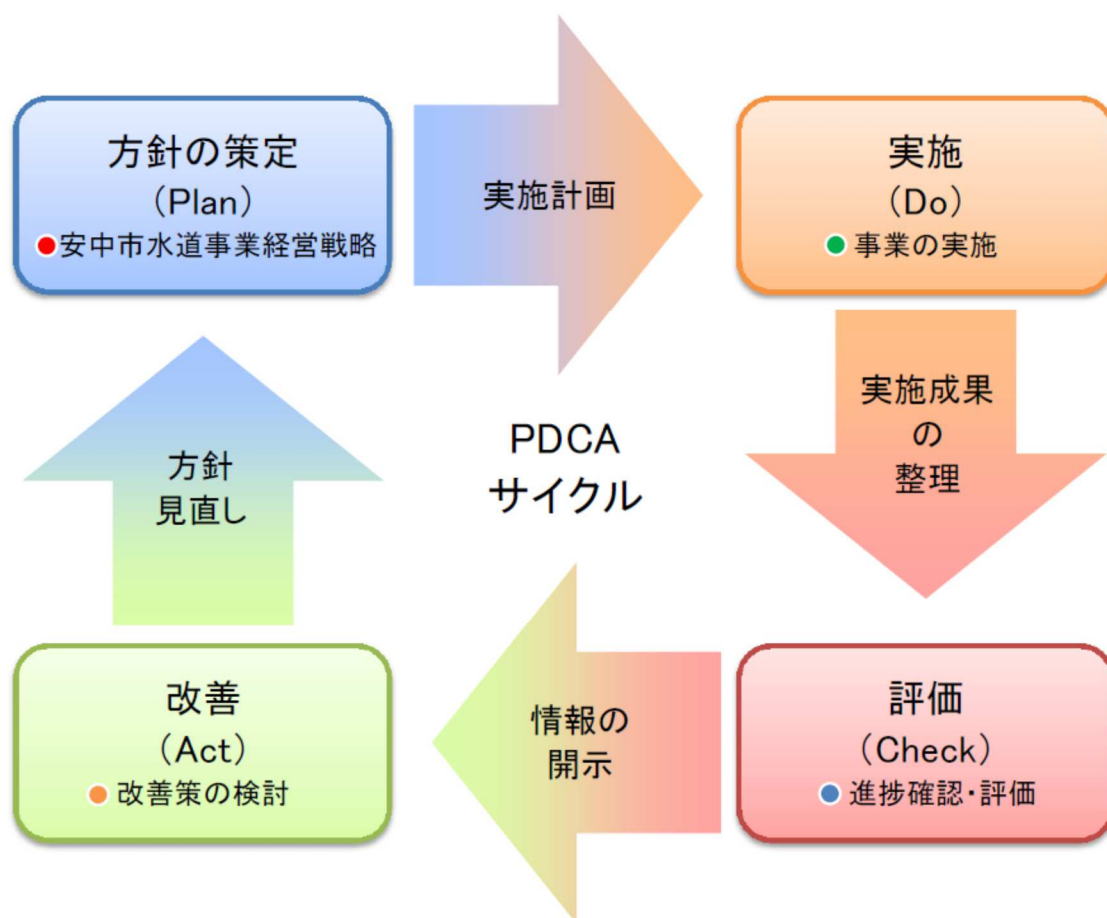 方針の策定
(Plan)
●安中市水道事業経営戦略
実施計画
実施
(Do)
●事業の実施
実施成果
の
整理
PDCA
サイクル
方針
見直し
改善
(Act)
●改善策の検討
情報の
開示
評価
(Check)
●進捗確認・評価